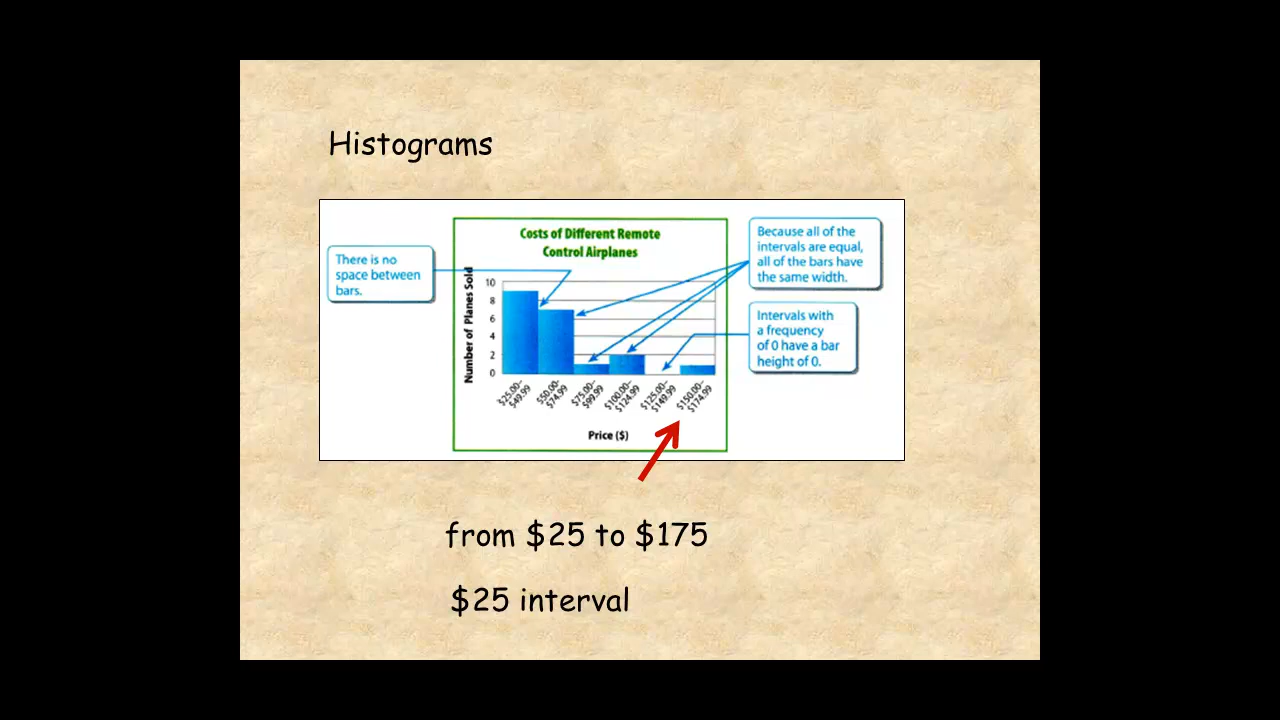 Histograms
There is no
space between
bars.
Costs of Different Remote
Control Airplanes
Number of Planes Sold
10
8
6
4
2
0
$25.00–
$49.99
$50.00–
$74.99
$75.00–
$99.99
$100.00–
$124.99
$125.00–
$149.99
$150.00–
$174.99
Price ($)
Because all of the
intervals are equal,
all of the bars have
the same width.
Intervals with
a frequency
of 0 have a bar
height of 0.
from $25 to $175
$25 interval